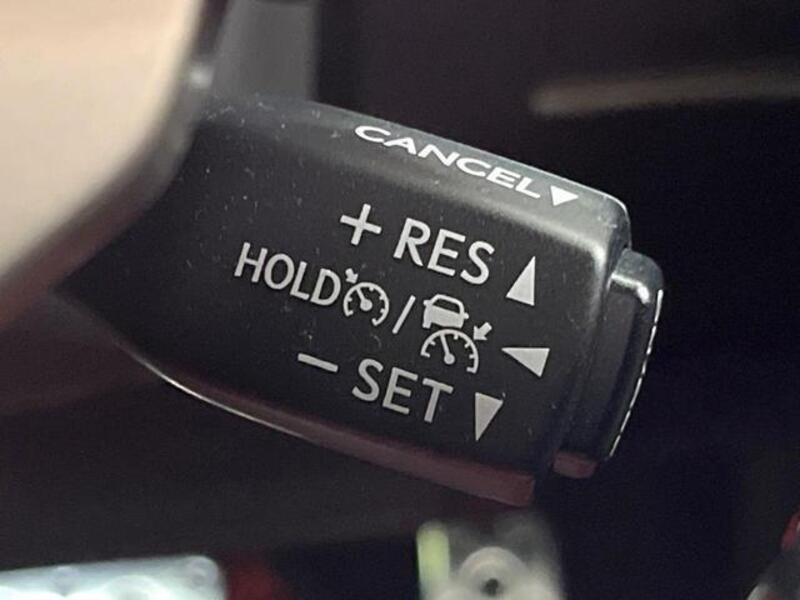 CANCEL▼
+ RES ▲
HOLD / ◀
− SET ▼